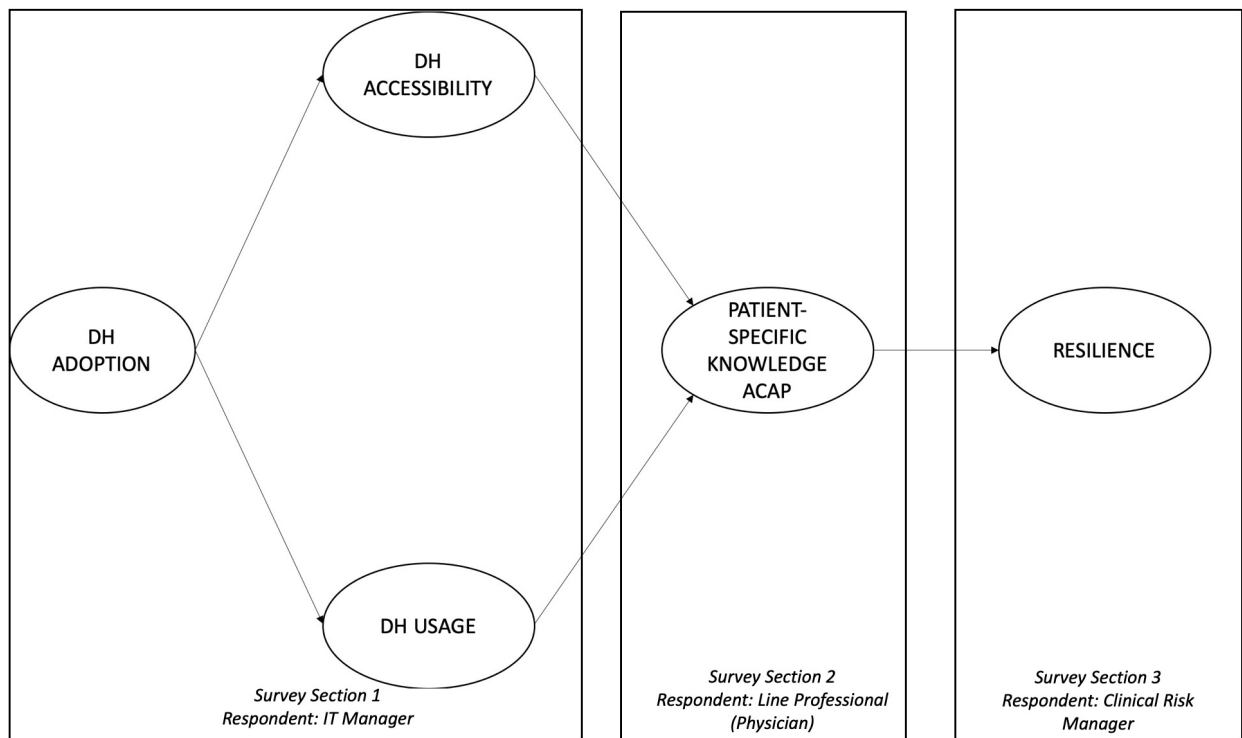 DH
ACCESSIBILITY
DH
ADOPTION
PATIENT-
SPECIFIC
KNOWLEDGE
ACAP
RESILIENCE
DH USAGE
Survey Section 1
Respondent: IT Manager
Survey Section 2
Respondent: Line Professional
(Physician)
Survey Section 3
Respondent: Clinical Risk
Manager